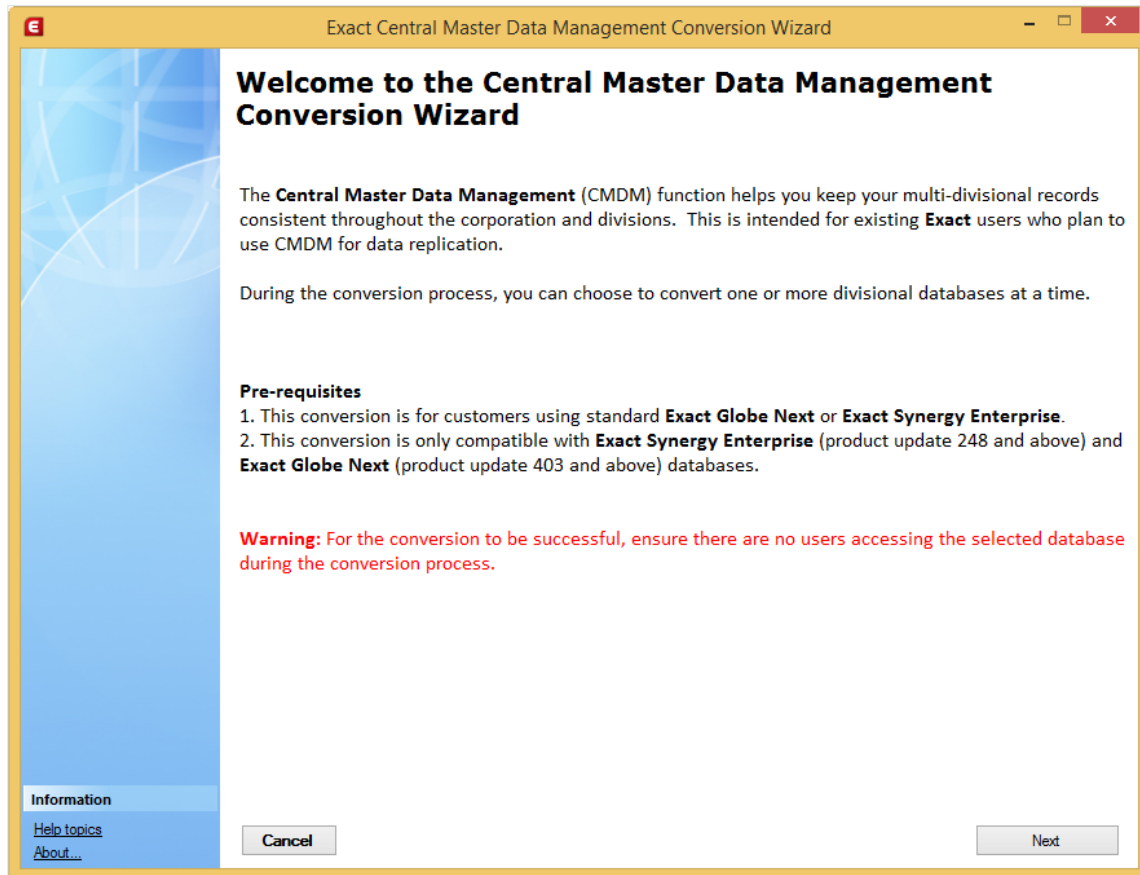 Exact Central Master Data Management Conversion Wizard
Welcome to the Central Master Data Management
Conversion Wizard
The Central Master Data Management (CMDM) function helps you keep your multi-divisional records
consistent throughout the corporation and divisions.  This is intended for existing Exact users who plan to
use CMDM for data replication.
During the conversion process, you can choose to convert one or more divisional databases at a time.
Pre-requisites
1. This conversion is for customers using standard Exact Globe Next or Exact Synergy Enterprise.
2. This conversion is only compatible with Exact Synergy Enterprise (product update 248 and above) and
Exact Globe Next (product update 403 and above) databases.
Warning: For the conversion to be successful, ensure there are no users accessing the selected database
during the conversion process.
Information
Help topics
About...
Cancel
Next